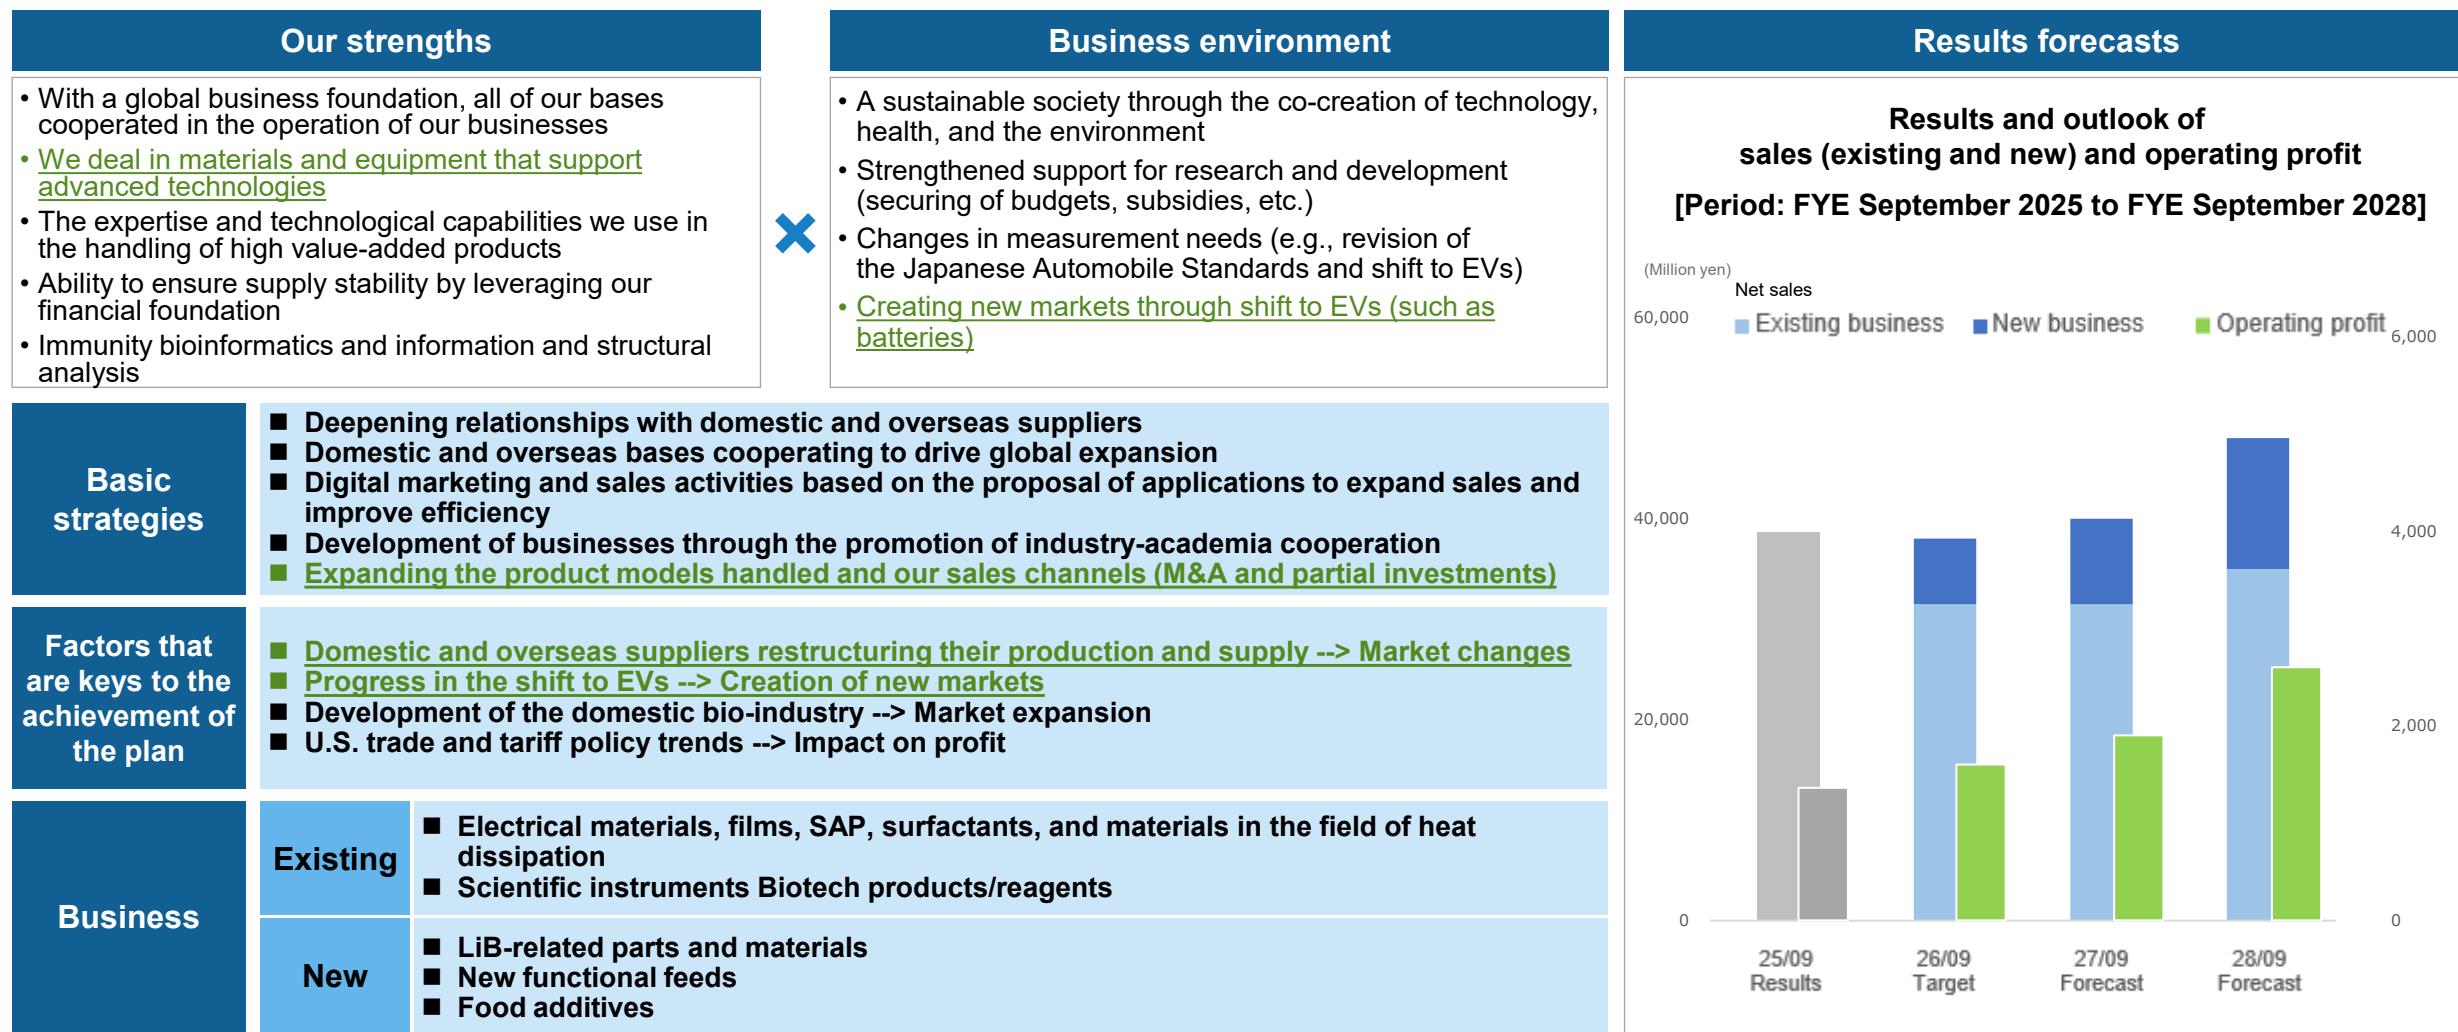 Our strengths
• With a global business foundation, all of our bases
cooperated in the operation of our businesses
• We deal in materials and equipment that support
advanced technologies
• The expertise and technological capabilities we use in
the handling of high value-added products
• Ability to ensure supply stability by leveraging our
financial foundation
• Immunity bioinformatics and information and structural
analysis
Business environment
• A sustainable society through the co-creation of technology,
health, and the environment
• Strengthened support for research and development
(securing of budgets, subsidies, etc.)
• Changes in measurement needs (e.g., revision of
the Japanese Automobile Standards and shift to EVs)
• Creating new markets through shift to EVs (such as
batteries)
Basic
strategies
■ Deepening relationships with domestic and overseas suppliers
■ Domestic and overseas bases cooperating to drive global expansion
■ Digital marketing and sales activities based on the proposal of applications to expand sales and
improve efficiency
■ Development of businesses through the promotion of industry-academia cooperation
■ Expanding the product models handled and our sales channels (M&A and partial investments)
Factors that
are keys to the
achievement of
the plan
■ Domestic and overseas suppliers restructuring their production and supply --> Market changes
■ Progress in the shift to EVs --> Creation of new markets
■ Development of the domestic bio-industry --> Market expansion
■ U.S. trade and tariff policy trends --> Impact on profit
Business
Existing
■ Electrical materials, films, SAP, surfactants, and materials in the field of heat
dissipation
■ Scientific instruments Biotech products/reagents
New
■ LiB-related parts and materials
■ New functional feeds
■ Food additives
Results forecasts
Results and outlook of
sales (existing and new) and operating profit
[Period: FYE September 2025 to FYE September 2028]
(Million yen)
Net sales
Existing business New business Operating profit
60,000
40,000
20,000
0
6,000
4,000
2,000
0
25/09
Results
26/09
Target
27/09
Forecast
28/09
Forecast